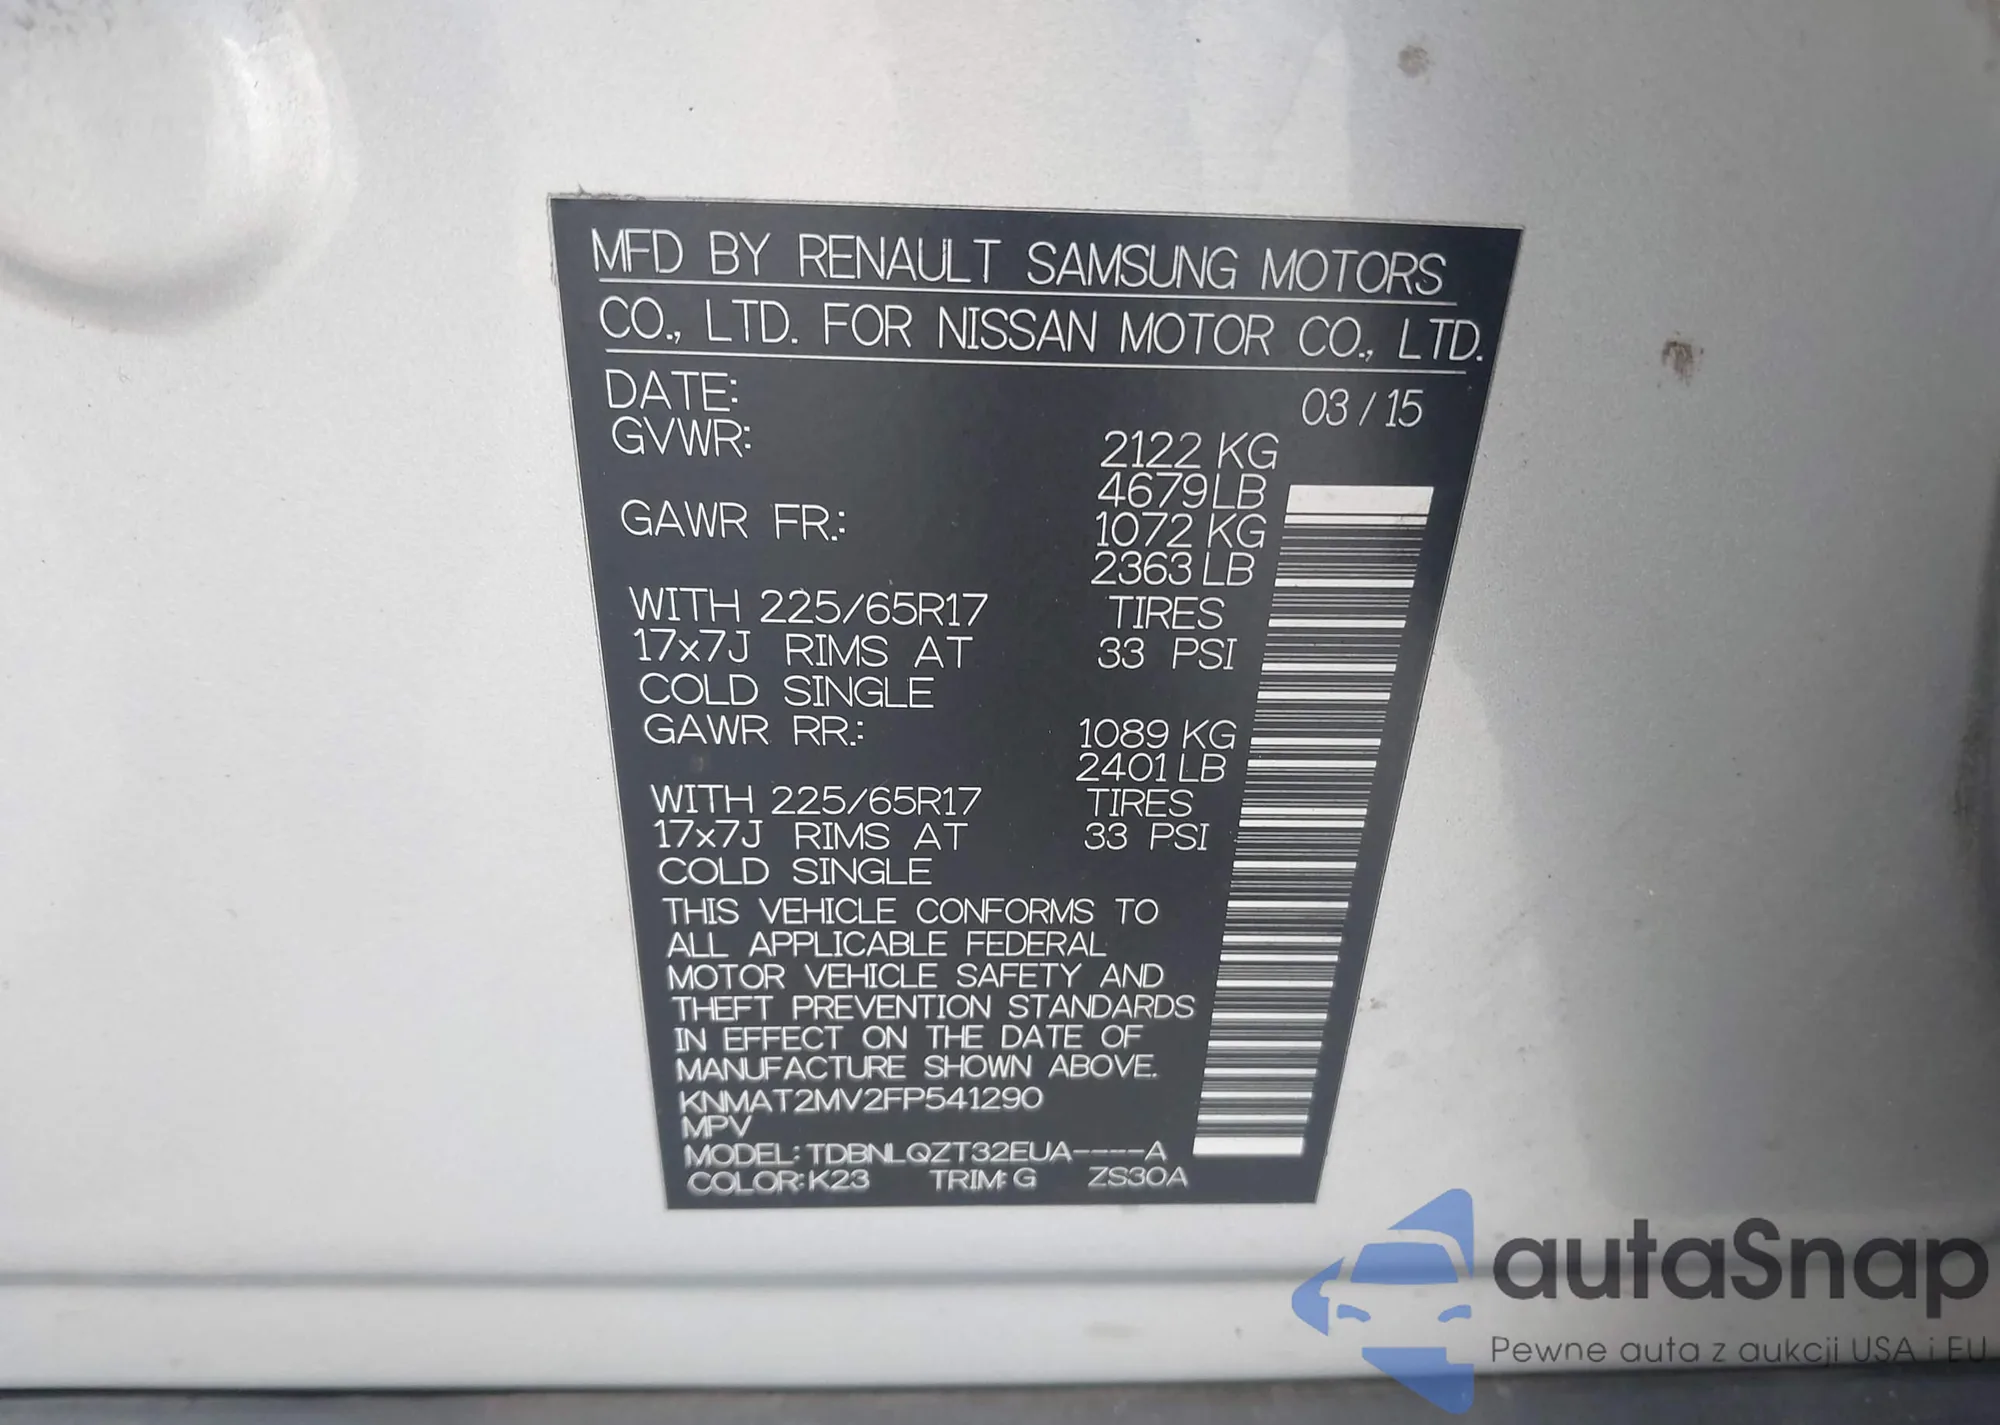 MFD BY RENAULT SAMSUNG MOTORS
CO., LTD. FOR NISSAN MOTOR CO., LTD.
DATE: 03 / 15
GVWR: 2122 KG
4679 LB
GAWR FR.: 1072 KG
2363 LB
WITH 225/65R17 TIRES
17x7J RIMS AT 33 PSI
COLD SINGLE
GAWR RR.: 1089 KG
2401 LB
WITH 225/65R17 TIRES
17x7J RIMS AT 33 PSI
COLD SINGLE
THIS VEHICLE CONFORMS TO
ALL APPLICABLE FEDERAL
MOTOR VEHICLE SAFETY AND
THEFT PREVENTION STANDARDS
IN EFFECT ON THE DATE OF
MANUFACTURE SHOWN ABOVE.
KNMAT2MV2FP541290
MPV
MODEL: TDBNLQZT32EUA----A
COLOR: K23 TRIM: G ZS30A
autaSnap
Pewne auta z aukcji USA i EU